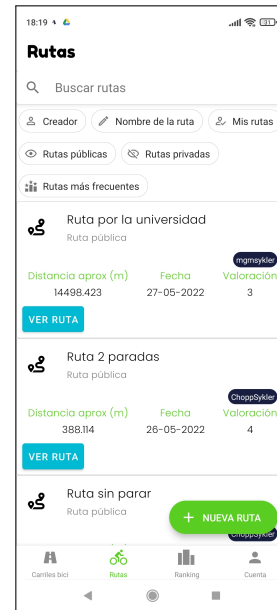 18:19
31
Rutas
Buscar rutas
Creador
Nombre de la ruta
Mis rutas
Rutas públicas
Rutas privadas
Rutas más frecuentes
Ruta por la universidad
Ruta pública
mgmsykler
Distancia aprox (m) Fecha Valoración
14498.423 27-05-2022 3
VER RUTA
Ruta 2 paradas
Ruta pública
ChoppSykler
Distancia aprox (m) Fecha Valoración
388.114 26-05-2022 4
VER RUTA
Ruta sin parar
Ruta pública
+ NUEVA RUTA
ChoppSykler
Carriles bici Rutas Ranking Cuenta